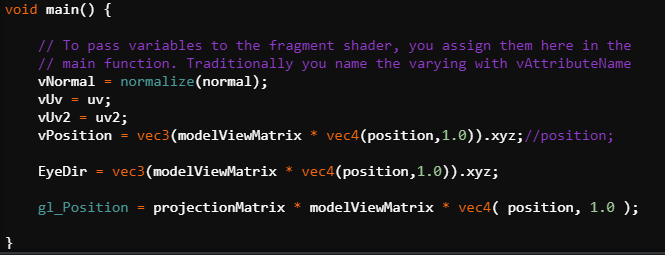 void main() {
// To pass variables to the fragment shader, you assign them here in the
// main function. Traditionally you name the varying with vAttributeName
vNormal = normalize(normal);
vUv = uv;
vUv2 = uv2;
vPosition = vec3(modelViewMatrix * vec4(position,1.0)).xyz;//position;
EyeDir = vec3(modelViewMatrix * vec4(position,1.0)).xyz;
gl_Position = projectionMatrix * modelViewMatrix * vec4( position, 1.0 );
}